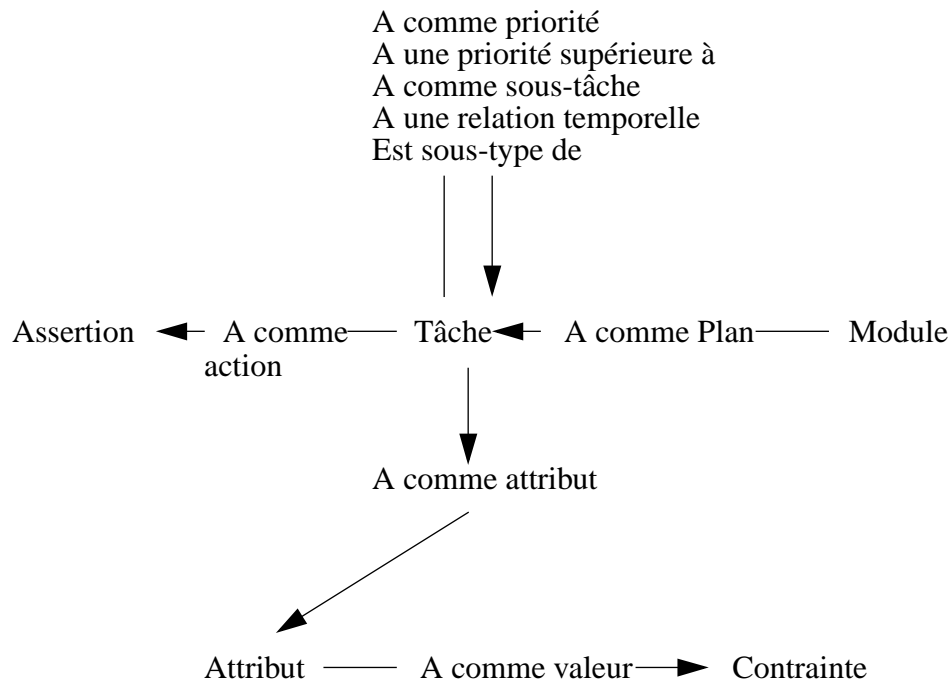 A comme priorité
A une priorité supérieure à
A comme sous-tâche
A une relation temporelle
Est sous-type de
Assertion A comme Tâche A comme Plan Module
action
A comme attribut
Attribut A comme valeur Contrainte